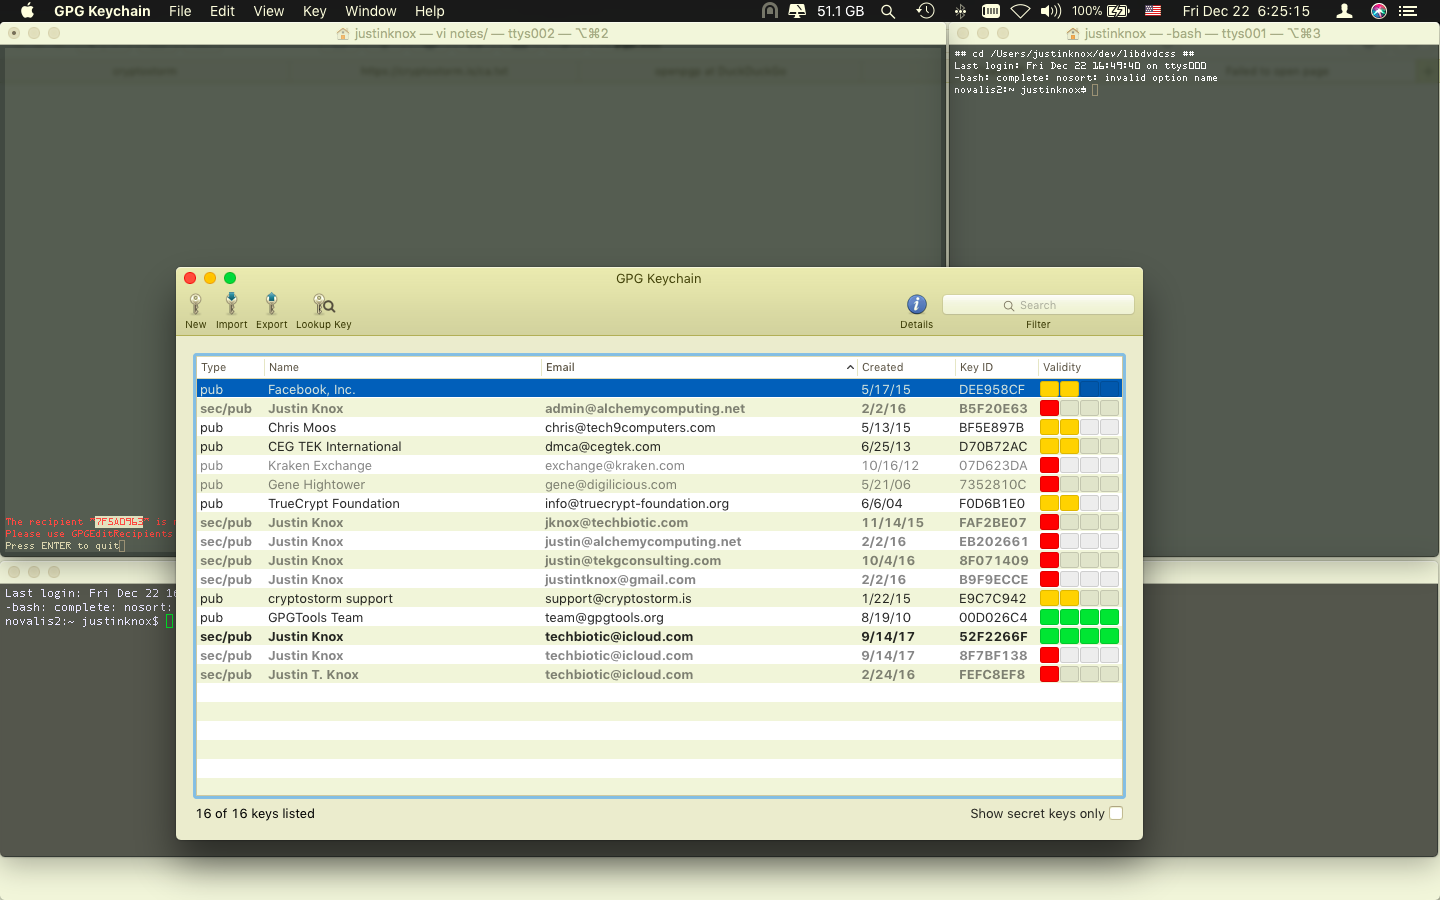 GPG Keychain File Edit View Key Window Help 51.1 GB 100% Fri Dec 22 6:25:15
justinknox — vi notes/ — ttys002 — ⌥⌘2
justinknox — -bash — ttys001 — ⌥⌘3
## cd /Users/justinknox/dev/libdvdcss ##
Last login: Fri Dec 22 16:49:40 on ttys000
-bash: complete: nosort: invalid option name
novalis2:~ justinknox$
GPG Keychain
New Import Export Lookup Key Details Search Filter
Type Name Email Created Key ID Validity
pub Facebook, Inc. 5/17/15 DEE958CF
sec/pub Justin Knox admin@alchemycomputing.net 2/2/16 B5F20E63
pub Chris Moos chris@tech9computers.com 5/13/15 BF5E897B
pub CEG TEK International dmca@cegtek.com 6/25/13 D70B72AC
pub Kraken Exchange exchange@kraken.com 10/16/12 07D623DA
pub Gene Hightower gene@digilicious.com 5/21/06 7352810C
pub TrueCrypt Foundation info@truecrypt-foundation.org 6/6/04 F0D6B1E0
sec/pub Justin Knox jknox@techbiotic.com 11/14/15 FAF2BE07
sec/pub Justin Knox justin@alchemycomputing.net 2/2/16 EB202661
sec/pub Justin Knox justin@tekgconsulting.com 10/4/16 8F071409
sec/pub Justin Knox justintknox@gmail.com 2/2/16 B9F9ECCE
pub cryptostorm support support@cryptostorm.is 1/22/15 E9C7C942
pub GPGTools Team team@gpgtools.org 8/19/10 00D026C4
sec/pub Justin Knox techbiotic@icloud.com 9/14/17 52F2266F
sec/pub Justin Knox techbiotic@icloud.com 9/14/17 8F7BF138
sec/pub Justin T. Knox techbiotic@icloud.com 2/24/16 FEFC8EF8
16 of 16 keys listed Show secret keys only
The recipient "7F5AD963" is
Please use GPGEditRecipients
Press ENTER to quit
Last login: Fri Dec 22 16
-bash: complete: nosort:
novalis2:~ justinknox$